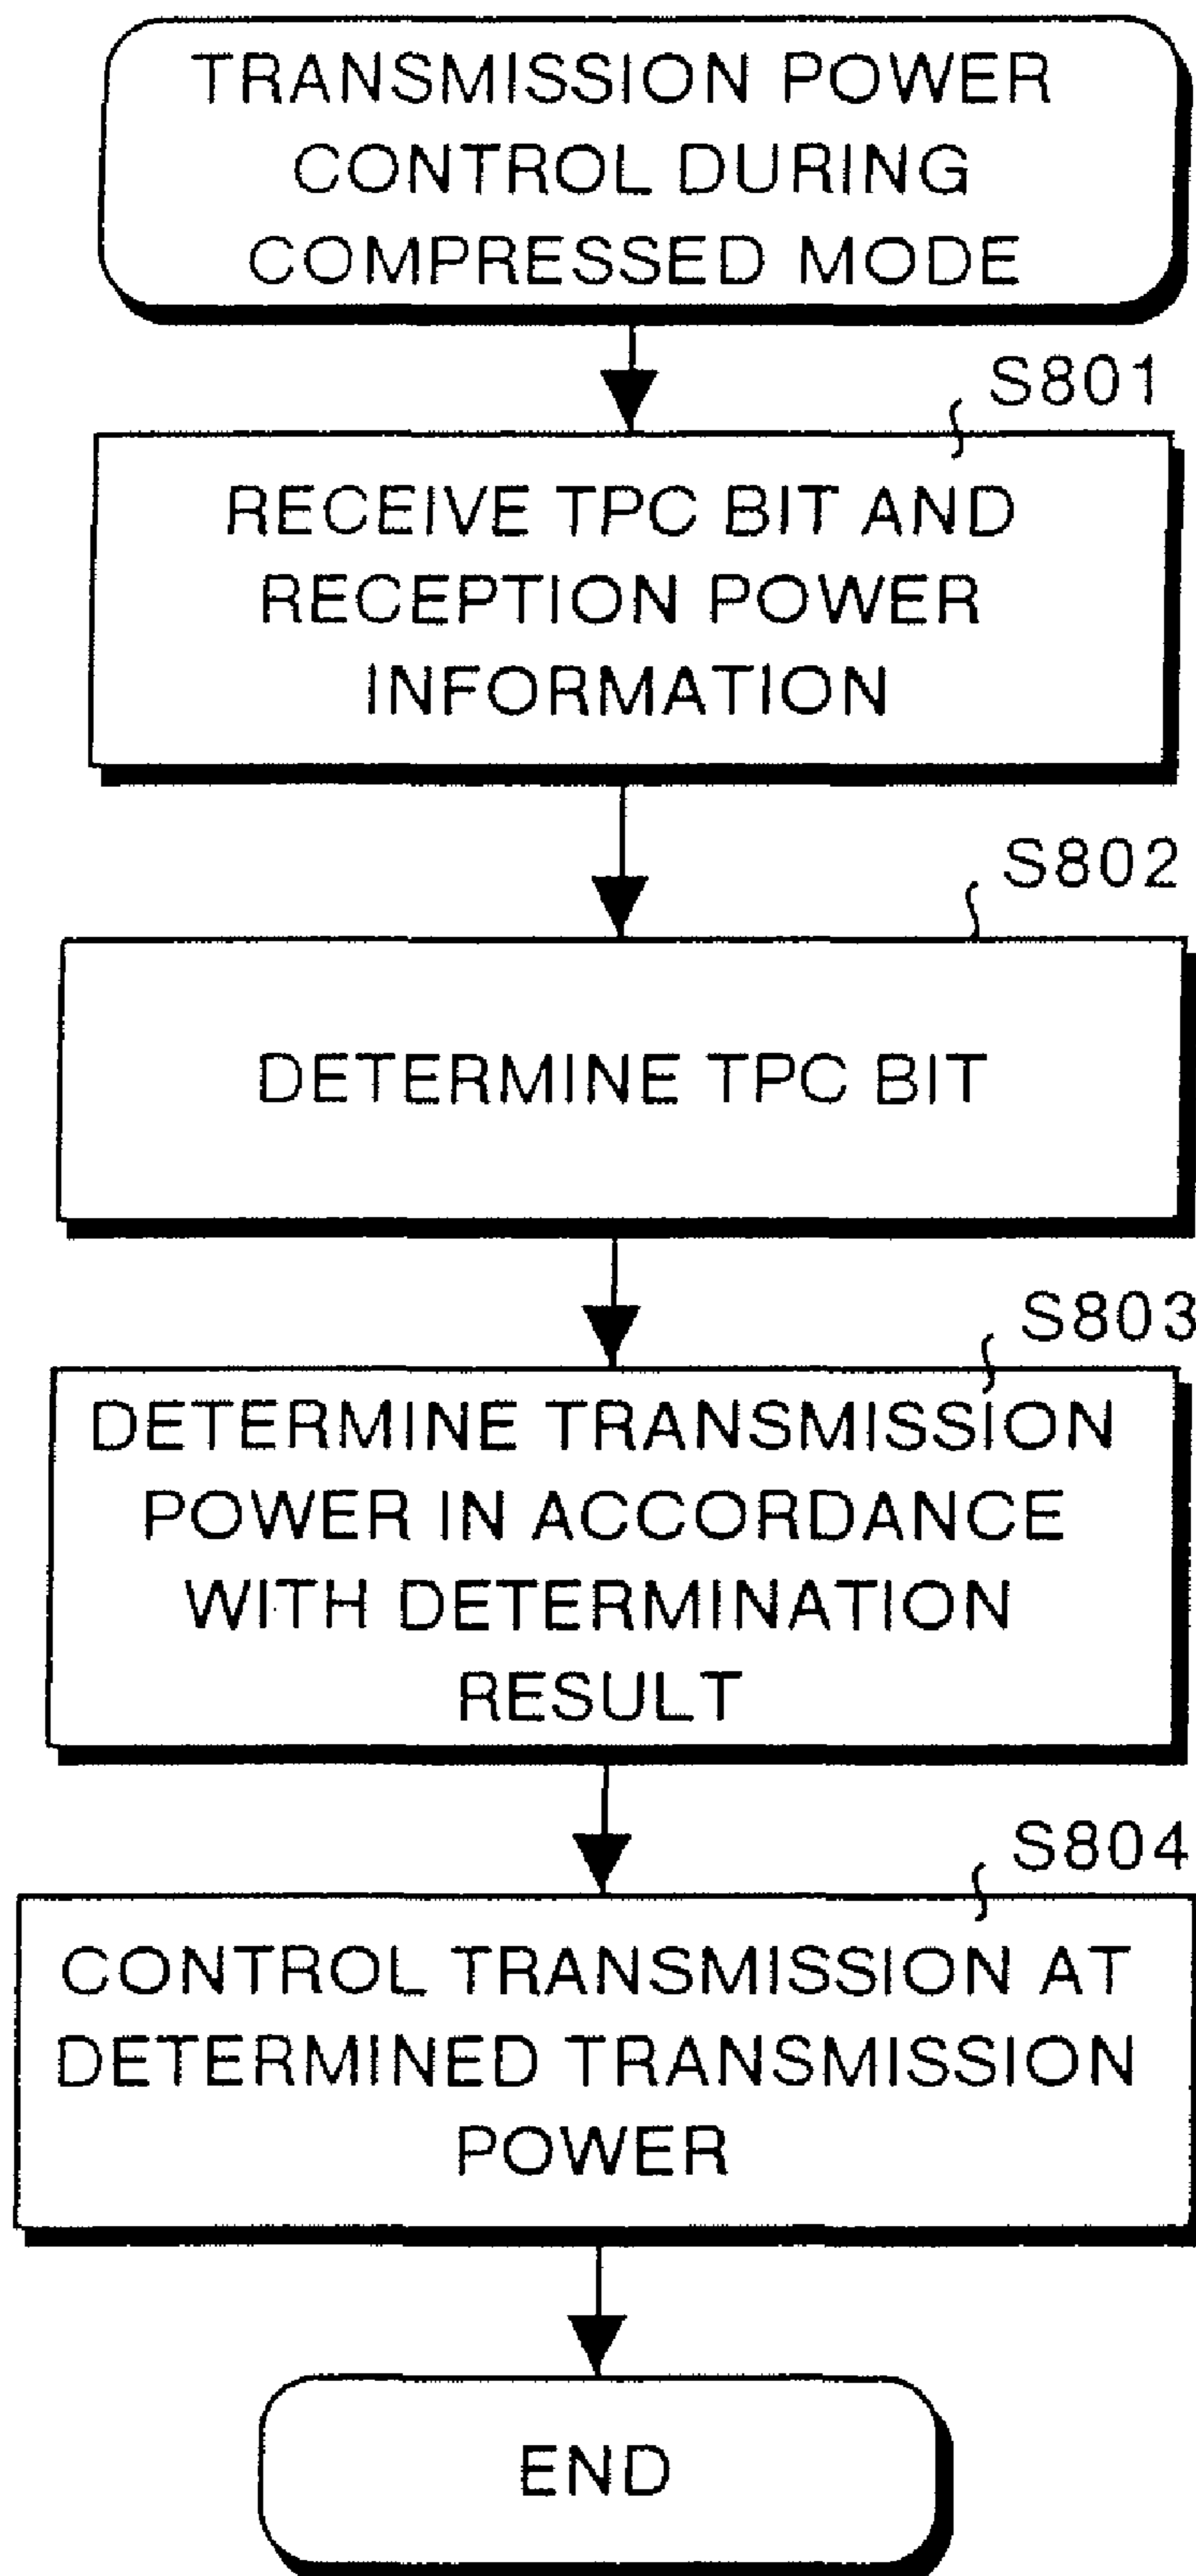 TRANSMISSION POWER
CONTROL DURING
COMPRESSED MODE
S801
RECEIVE TPC BIT AND
RECEPTION POWER
INFORMATION
S802
DETERMINE TPC BIT
S803
DETERMINE TRANSMISSION
POWER IN ACCORDANCE
WITH DETERMINATION
RESULT
S804
CONTROL TRANSMISSION AT
DETERMINED TRANSMISSION
POWER
END